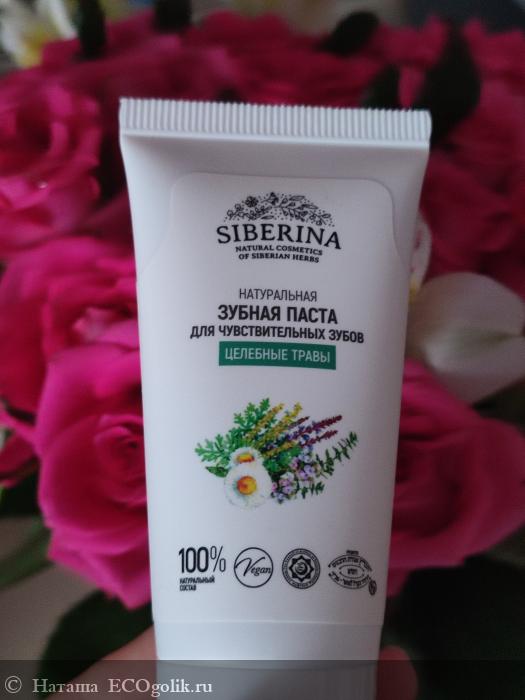 SIBERINA
NATURAL COSMETICS
OF SIBERIAN HERBS
НАТУРАЛЬНАЯ
ЗУБНАЯ ПАСТА
ДЛЯ ЧУВСТВИТЕЛЬНЫХ ЗУБОВ
ЦЕЛЕБНЫЕ ТРАВЫ
100%
НАТУРАЛЬНЫЙ
СОСТАВ
Vegan
© Наташа ECOgolik.ru